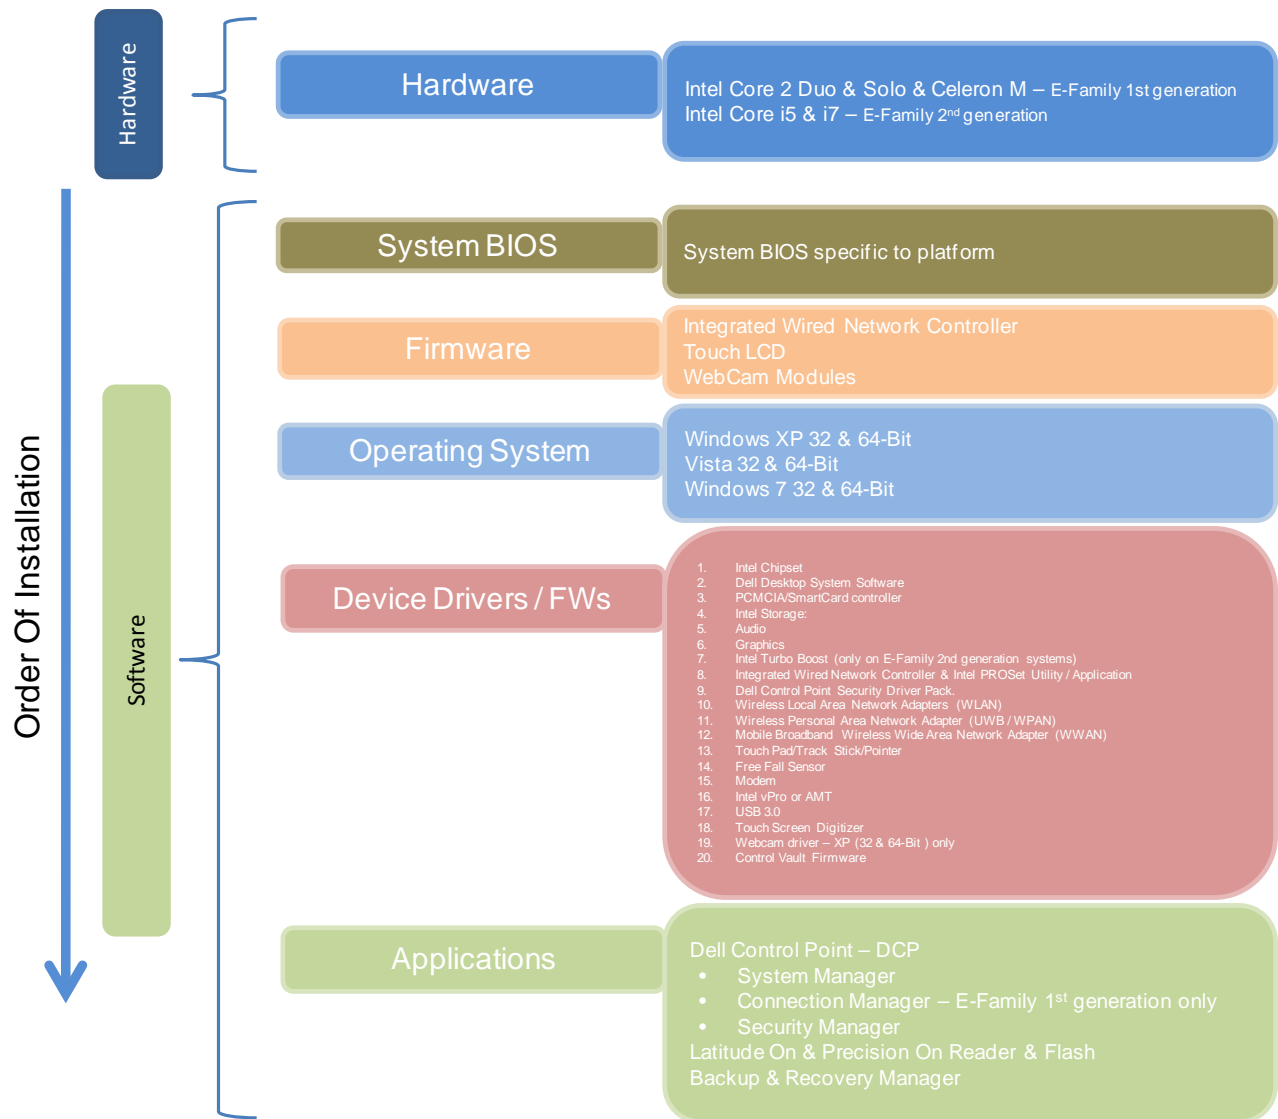 Hardware
Hardware
Intel Core 2 Duo & Solo & Celeron M – E-Family 1st generation
Intel Core i5 & i7 – E-Family 2nd generation
Order Of Installation
Software
System BIOS
System BIOS specific to platform
Firmware
Integrated Wired Network Controller
Touch LCD
WebCam Modules
Operating System
Windows XP 32 & 64-Bit
Vista 32 & 64-Bit
Windows 7 32 & 64-Bit
Device Drivers / FWs
1. Intel Chipset
2. Dell Desktop System Software
3. PCMCIA/SmartCard controller
4. Intel Storage:
5. Audio
6. Graphics
7. Intel Turbo Boost (only on E-Family 2nd generation systems)
8. Integrated Wired Network Controller & Intel PROSet Utility / Application
9. Dell Control Point Security Driver Pack.
10. Wireless Local Area Network Adapters (WLAN)
11. Wireless Personal Area Network Adapter (UWB / WPAN)
12. Mobile Broadband Wireless Wide Area Network Adapter (WWAN)
13. Touch Pad/Track Stick/Pointer
14. Free Fall Sensor
15. Modem
16. Intel vPro or AMT
17. USB 3.0
18. Touch Screen Digitizer
19. Webcam driver – XP (32 & 64-Bit ) only
20. Control Vault Firmware
Applications
Dell Control Point – DCP
• System Manager
• Connection Manager – E-Family 1st generation only
• Security Manager
Latitude On & Precision On Reader & Flash
Backup & Recovery Manager